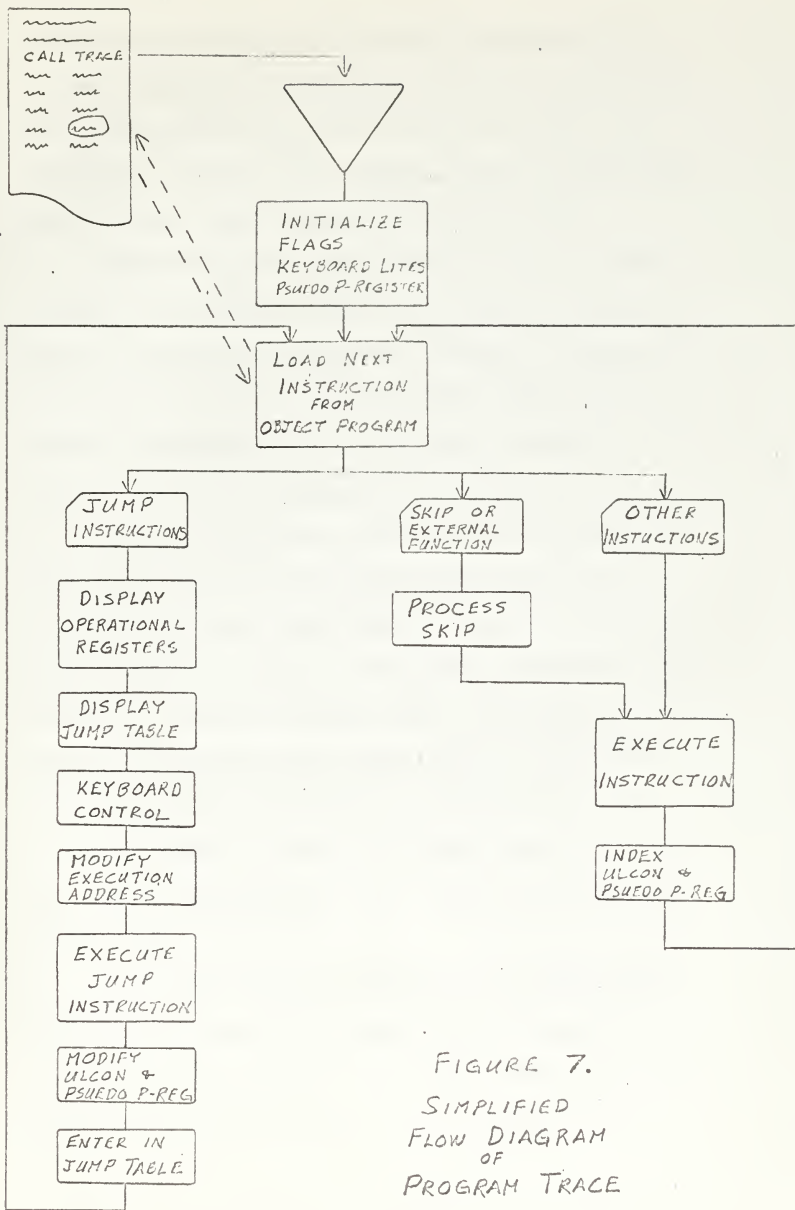 CALL TRACE
INITIALIZE
FLAGS
KEYBOARD LITES
PSUEDO P-REGISTER
LOAD NEXT
INSTRUCTION
FROM
OBJECT PROGRAM
JUMP
INSTRUCTIONS
DISPLAY
OPERATIONAL
REGISTERS
DISPLAY
JUMP TABLE
KEYBOARD
CONTROL
MODIFY
EXECUTION
ADDRESS
EXECUTE
JUMP
INSTRUCTION
MODIFY
ULCON &
PSUEDO P-REG
ENTER IN
JUMP TABLE
SKIP OR
EXTERNAL
FUNCTION
PROCESS
SKIP
OTHER
INSTUCTIONS
EXECUTE
INSTRUCTION
INDEX
ULCON &
PSUEDO P-REG
FIGURE 7.
SIMPLIFIED
FLOW DIAGRAM
OF
PROGRAM TRACE